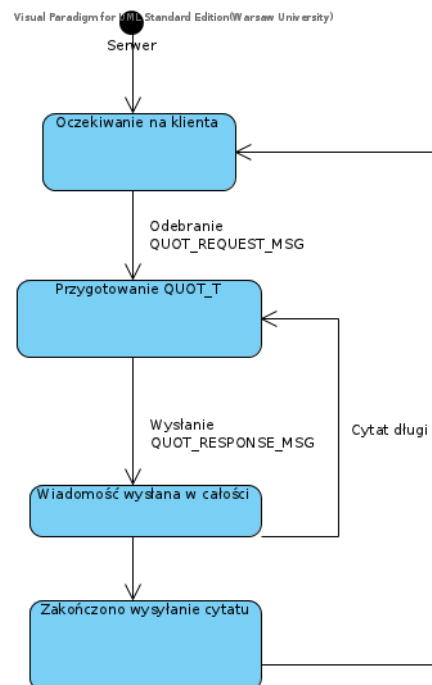 Visual Paradigm for UML Standard Edition(Warsaw University)
Serwer
Oczekiwanie na klienta
Odebranie
QUOT_REQUEST_MSG
Przygotowanie QUOT_T
Wysłanie
QUOT_RESPONSE_MSG
Cytat długi
Wiadomość wysłana w całości
Zakończono wysyłanie cytatu